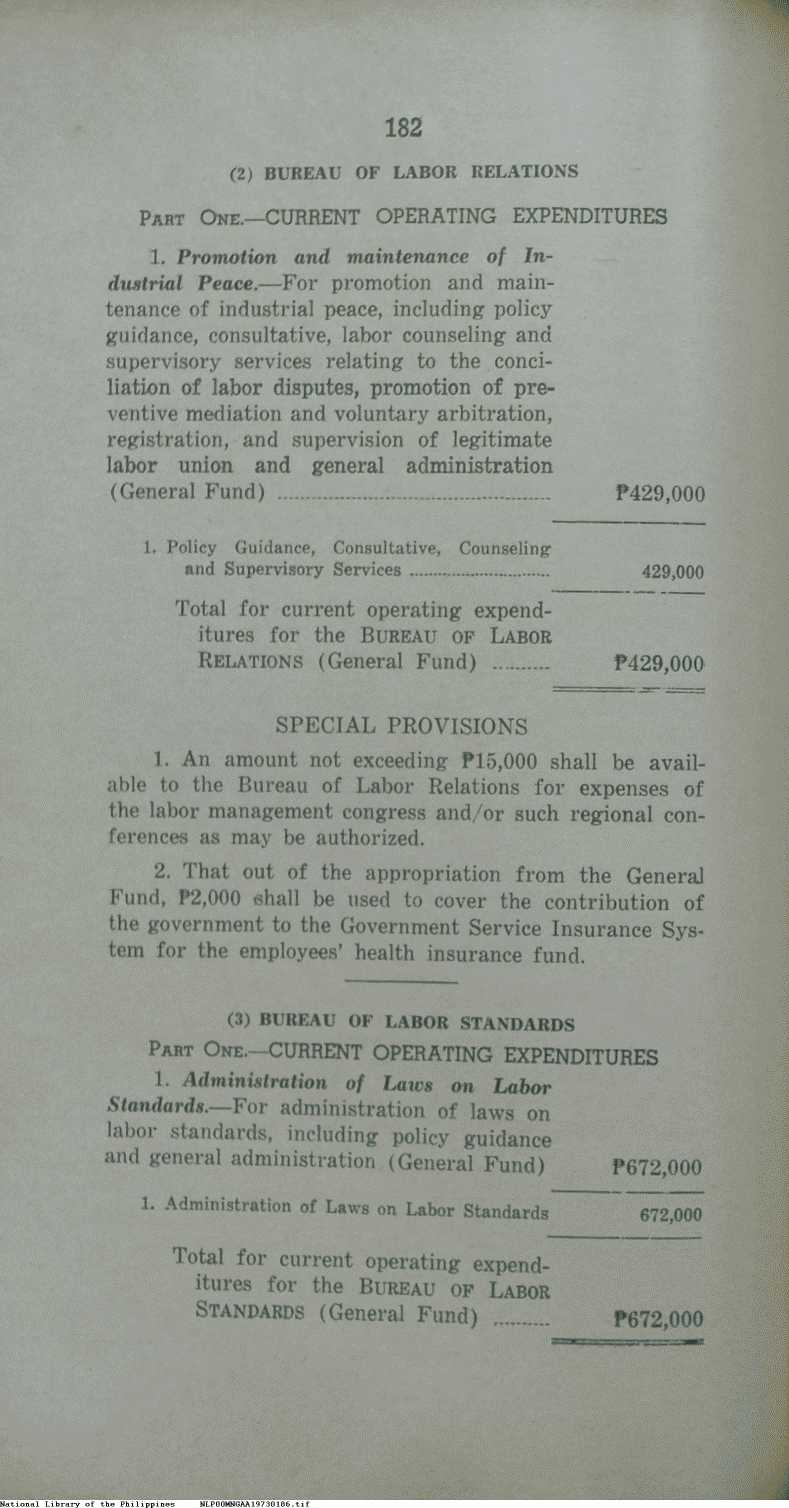 182
(2) BUREAU OF LABOR RELATIONS
PART ONE.—CURRENT OPERATING EXPENDITURES
1. Promotion and maintenance of In-
dustrial Peace.—For promotion and main-
tenance of industrial peace, including policy
guidance, consultative, labor counseling and
supervisory services relating to the conci-
liation of labor disputes, promotion of pre-
ventive mediation and voluntary arbitration,
registration, and supervision of legitimate
labor union and general administration
(General Fund) ............................................... ₱429,000
1. Policy Guidance, Consultative, Counseling
and Supervisory Services ............................. 429,000
Total for current operating expend-
itures for the BUREAU OF LABOR
RELATIONS (General Fund) .......... ₱429,000
SPECIAL PROVISIONS
1. An amount not exceeding ₱15,000 shall be avail-
able to the Bureau of Labor Relations for expenses of
the labor management congress and/or such regional con-
ferences as may be authorized.
2. That out of the appropriation from the General
Fund, ₱2,000 shall be used to cover the contribution of
the government to the Government Service Insurance Sys-
tem for the employees' health insurance fund.
(3) BUREAU OF LABOR STANDARDS
PART ONE.—CURRENT OPERATING EXPENDITURES
1. Administration of Laws on Labor
Standards.—For administration of laws on
labor standards, including policy guidance
and general administration (General Fund) ₱672,000
1. Administration of Laws on Labor Standards 672,000
Total for current operating expend-
itures for the BUREAU OF LABOR
STANDARDS (General Fund) .......... ₱672,000
National Library of the Philippines NLP00MNGAA19730186.tif